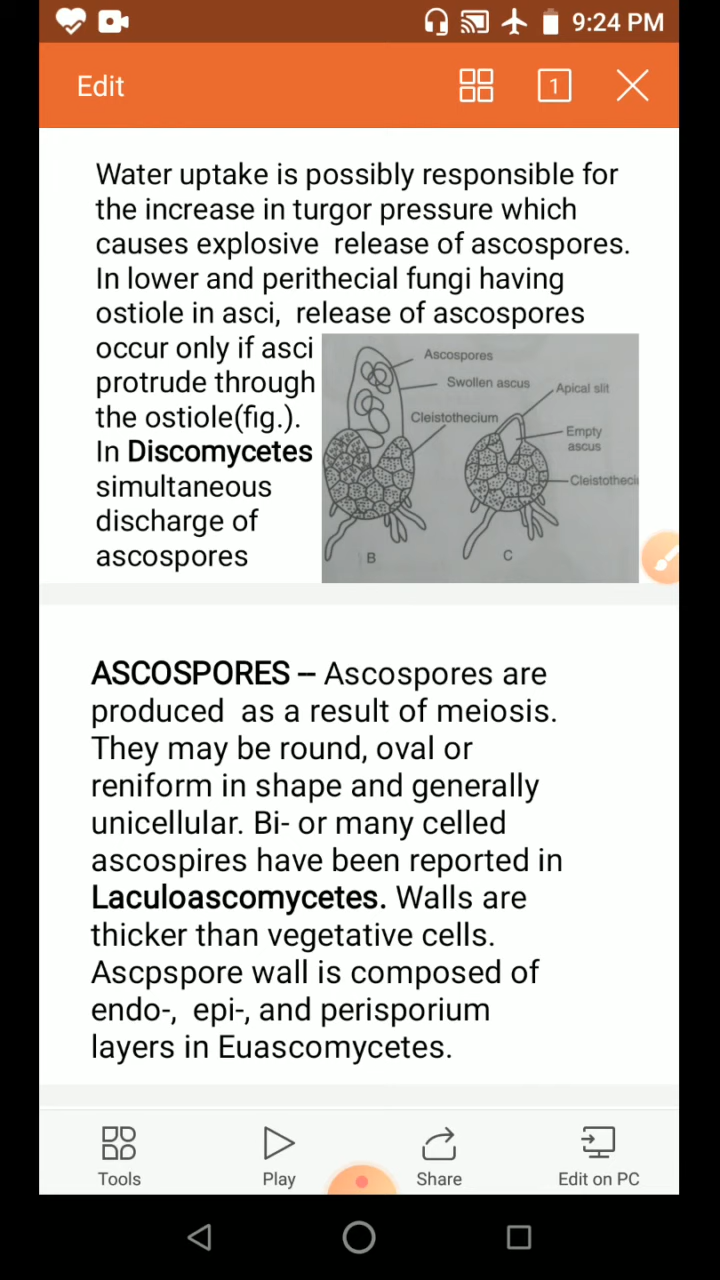 9:24 PM
Edit
1
Water uptake is possibly responsible for
the increase in turgor pressure which
causes explosive release of ascospores.
In lower and perithecial fungi having
ostiole in asci, release of ascospores
occur only if asci
protrude through
the ostiole(fig.).
In Discomycetes
simultaneous
discharge of
ascospores
Ascospores
Swollen ascus
Apical slit
Cleistothecium
Empty
ascus
Cleistotheci
B
C
ASCOSPORES – Ascospores are
produced as a result of meiosis.
They may be round, oval or
reniform in shape and generally
unicellular. Bi- or many celled
ascospires have been reported in
Laculoascomycetes. Walls are
thicker than vegetative cells.
Ascpspore wall is composed of
endo-, epi-, and perisporium
layers in Euascomycetes.
Tools
Play
Share
Edit on PC